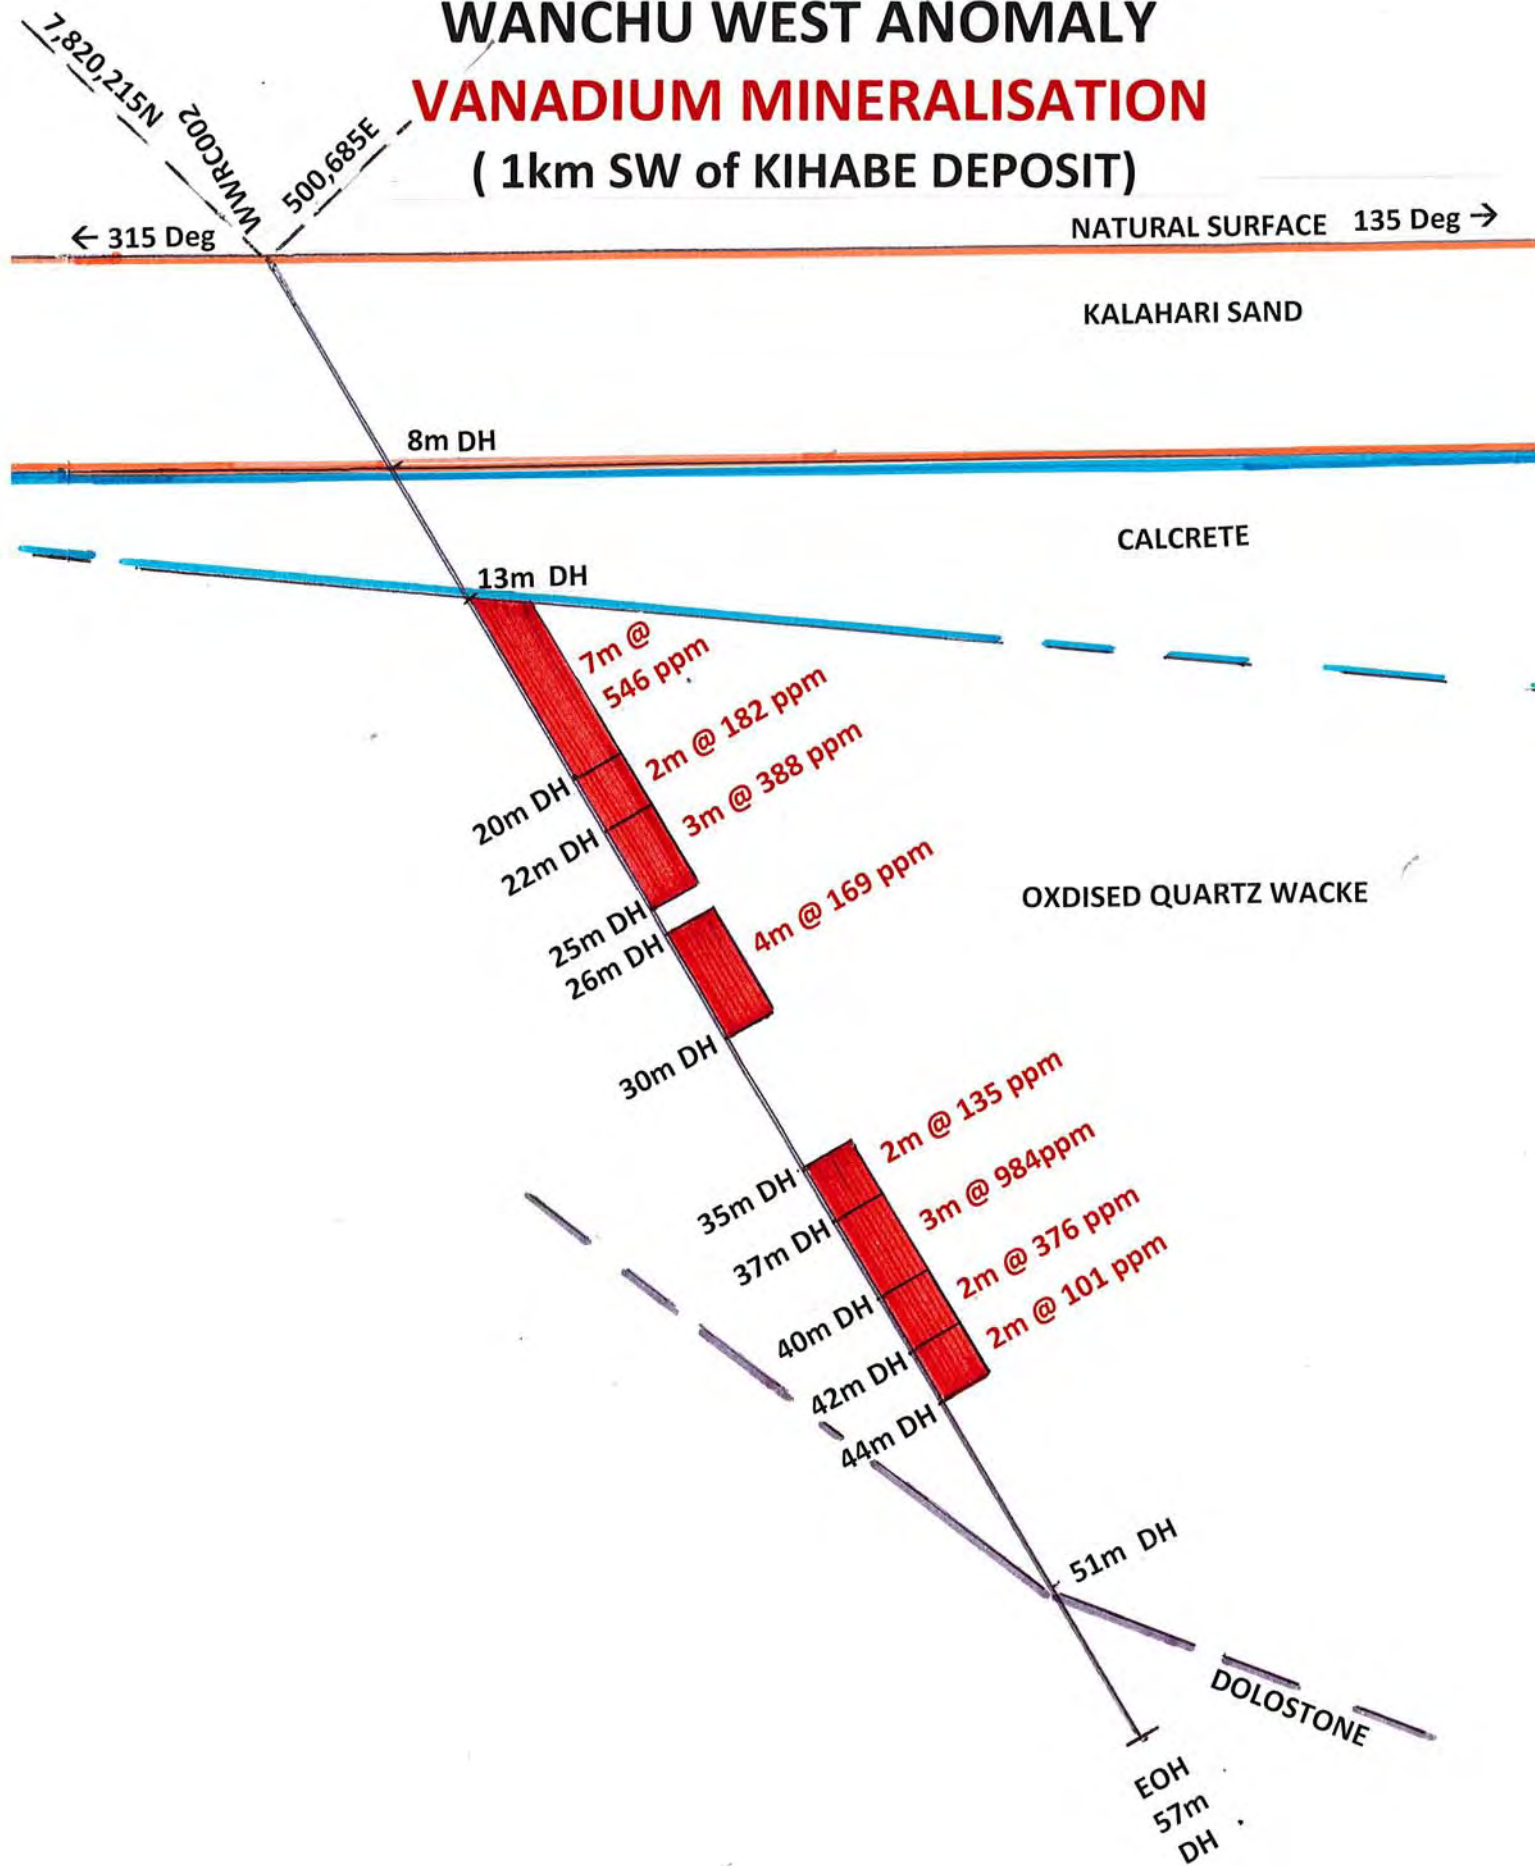 WANCHU WEST ANOMALY
VANADIUM MINERALISATION
( 1km SW of KIHABE DEPOSIT)
7,820,215N
WWRC002
500,685E
← 315 Deg
NATURAL SURFACE 135 Deg →
KALAHARI SAND
8m DH
CALCRETE
13m DH
7m @
546 ppm
2m @ 182 ppm
3m @ 388 ppm
20m DH
22m DH
4m @ 169 ppm
OXDISED QUARTZ WACKE
25m DH
26m DH
30m DH
2m @ 135 ppm
3m @ 984ppm
35m DH
37m DH
2m @ 376 ppm
2m @ 101 ppm
40m DH
42m DH
44m DH
51m DH
DOLOSTONE
EOH
57m
DH